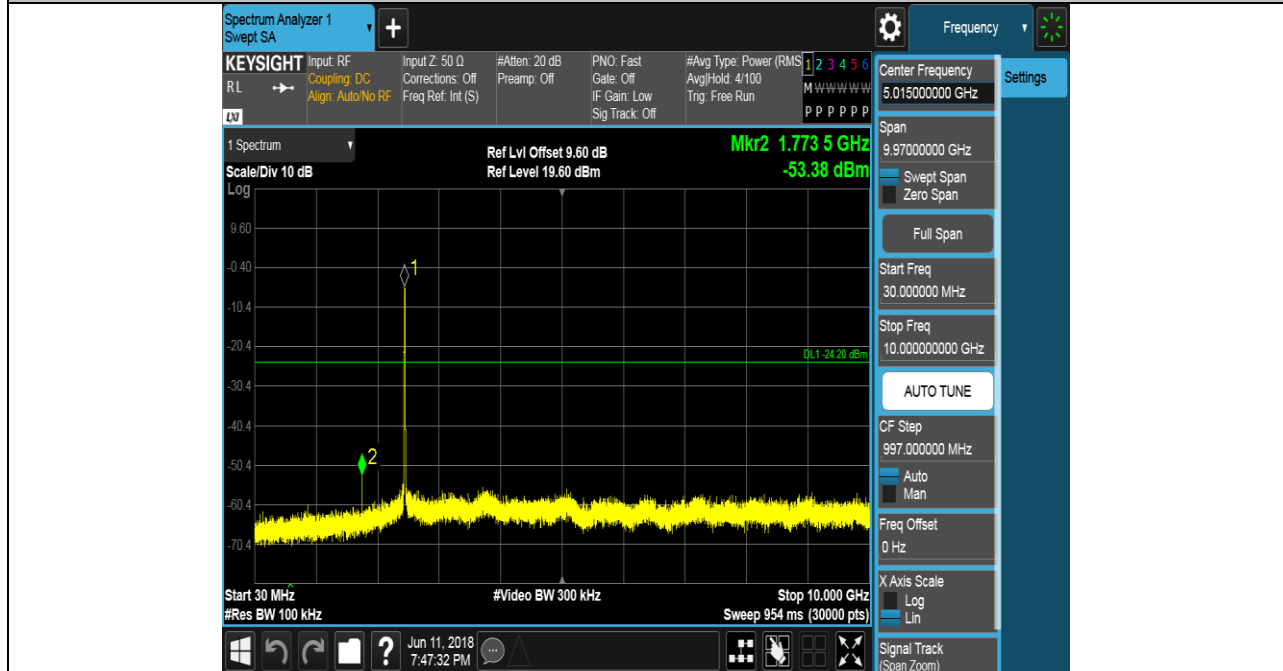 Spectrum Analyzer 1
Swept SA
+
Frequency
KEYSIGHT
RL
LXI
Input: RF
Coupling: DC
Align: Auto/No RF
Input Z: 50 Ω
Corrections: Off
Freq Ref: Int (S)
#Atten: 20 dB
Preamp: Off
PNO: Fast
Gate: Off
IF Gain: Low
Sig Track: Off
#Avg Type: Power (RMS
Avg|Hold: 4/100
Trig: Free Run
1 2 3 4 5 6
M W W W W W
P P P P P P
1 Spectrum
Scale/Div 10 dB
Ref Lvl Offset 9.60 dB
Ref Level 19.60 dBm
Mkr2 1.773 5 GHz
-53.38 dBm
Log
9.60
-0.40
-10.4
-20.4
-30.4
-40.4
-50.4
-60.4
-70.4
1
2
DL1 -24.20 dBm
Start 30 MHz
#Res BW 100 kHz
#Video BW 300 kHz
Stop 10.000 GHz
Sweep 954 ms (30000 pts)
?
Jun 11, 2018
7:47:32 PM
Center Frequency
5.015000000 GHz
Span
9.97000000 GHz
Swept Span
Zero Span
Full Span
Start Freq
30.000000 MHz
Stop Freq
10.000000000 GHz
AUTO TUNE
CF Step
997.000000 MHz
Auto
Man
Freq Offset
0 Hz
X Axis Scale
Log
Lin
Signal Track
(Span Zoom)
Settings